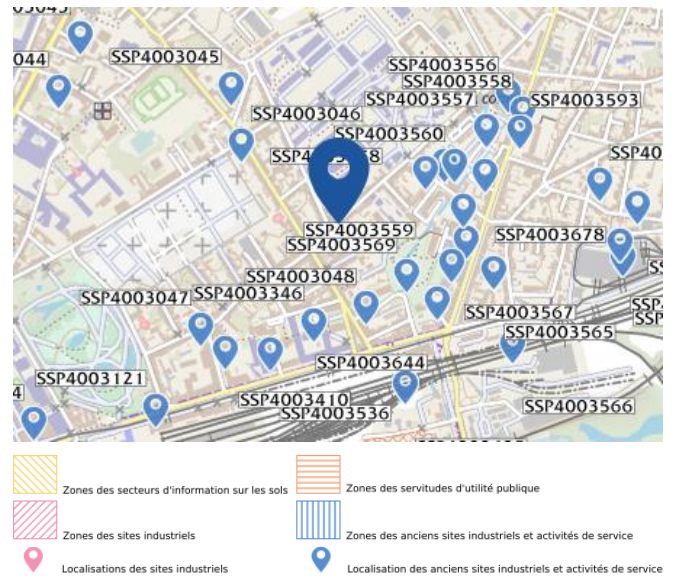 044
SSP4003045
SSP4003556
SSP4003558
SSP4003557
SSP4003593
SSP4003046
SSP4003560
SSP40
SSP4003559
SSP4003569
SSP4003678
SSP4003048
SSP4003047
SSP4003346
SSP4003567
SSP4003565
SSP4003644
SSP4003121
SSP4003410
SSP4003536
SSP4003566
Zones des secteurs d'information sur les sols
Zones des servitudes d'utilité publique
Zones des sites industriels
Zones des anciens sites industriels et activités de service
Localisations des sites industriels
Localisation des anciens sites industriels et activités de service